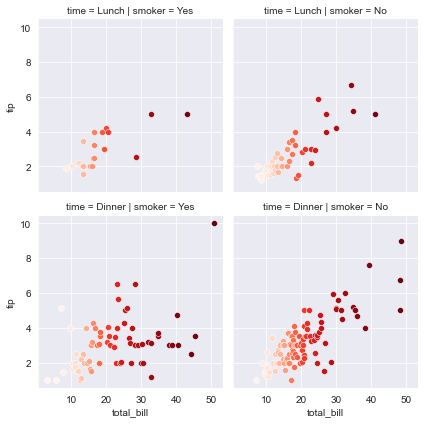 time = Lunch | smoker = Yes
time = Lunch | smoker = No
10
8
6
4
2
tip
time = Dinner | smoker = Yes
time = Dinner | smoker = No
10
8
6
4
2
tip
10 20 30 40 50
10 20 30 40 50
total_bill
total_bill